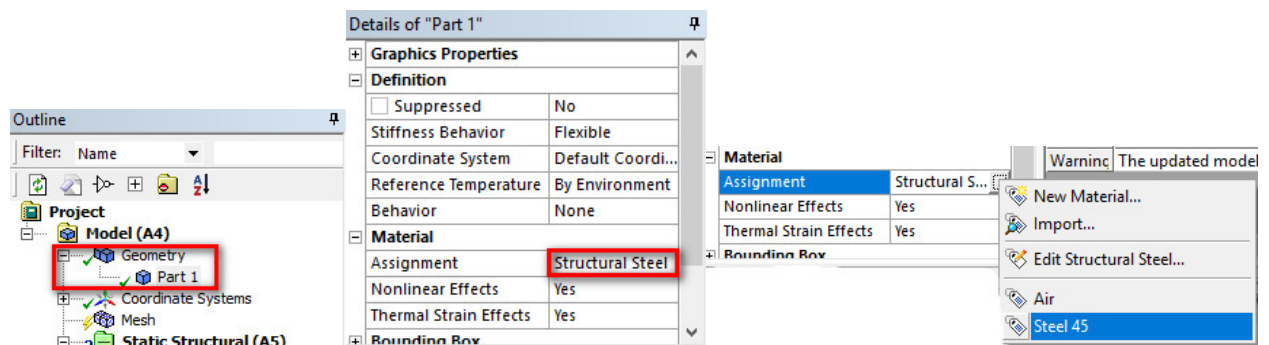 Outline
Filter: Name
Project
Model (A4)
Geometry
Part 1
Coordinate Systems
Mesh
Static Structural (A5)
Details of "Part 1"
Graphics Properties
Definition
Suppressed No
Stiffness Behavior Flexible
Coordinate System Default Coordi...
Reference Temperature By Environment
Behavior None
Material
Assignment Structural Steel
Nonlinear Effects Yes
Thermal Strain Effects Yes
Bounding Box
Material
Assignment Structural S...
Nonlinear Effects Yes
Thermal Strain Effects Yes
Bounding Box
Warning The updated model
New Material...
Import...
Edit Structural Steel...
Air
Steel 45